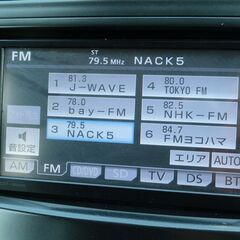 FM
ST
79.5 MHz NACK5
1 81.3 J-WAVE
4 80.0 TOKYO FM
2 78.0 bay-FM
5 82.5 NHK-FM
3 79.5 NACK5
6 84.7 FMヨコハマ
音設定
エリア AUTO
AM FM CD/DVD SD TV DS BT